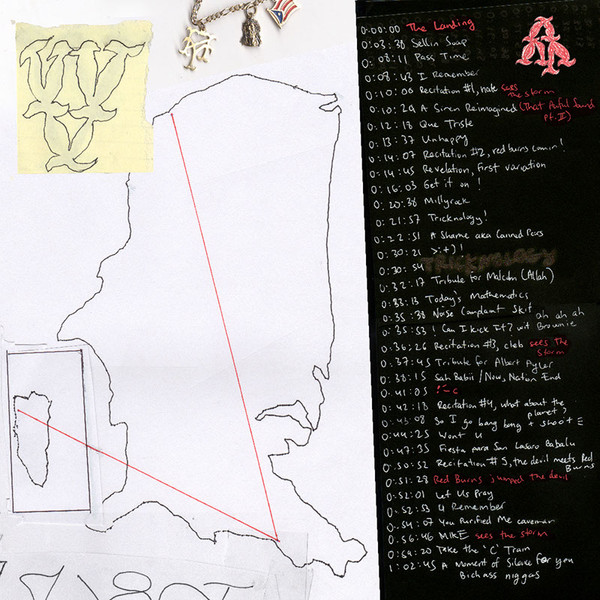 0:00:00 The Landing
0:03:38 Sellin Soap
0:08:11 Pass Time
0:08:43 I Remember
0:10:06 Recitation #1, nate sees
the storm
0:10:29 A Siren Reimagined (That Awful Sound
pt. II)
0:12:18 Que Triste
0:13:37 Unhappy
0:14:07 Recitation #2, red burns comin!
0:14:45 Revelation, First variation
0:16:03 Get it on!
0:20:38 Millyrock
0:21:57 Tricknology!
0:22:51 A Shame aka Canned Pears
0:30:21 >:+)!
0:30:54 TRICKNOLOGY
0:32:17 Tribute for Malcolm (Allah)
0:33:13 Today's Mathematics
0:35:38 Noise Complaint Skit
0:35:53 Can I Kick It? wit Brownie
ah ah ah
0:36:26 Recitation #3, cleb sees the
storm
0:37:45 Tribute for Albert Ayler
0:38:15 Sah Babii / Now, Nation End
0:41:05 :-c
0:42:18 Recitation #4, what about the
planet?
0:43:08 So I go bang bang + shoot
0:44:25 Want U
0:47:35 Fiesta para San Lasaro Babalu
0:50:52 Recitation #5, the devil meets Red
Burns
0:51:28 Red Burns jumped the devil
0:52:01 Let Us Pray
0:52:53 U Remember
0:54:07 You Purified Me caveman
0:56:46 MIKE sees the storm
0:59:20 Take the 'C' Train
1:02:45 A Moment of Silence for you
Bichass niggas